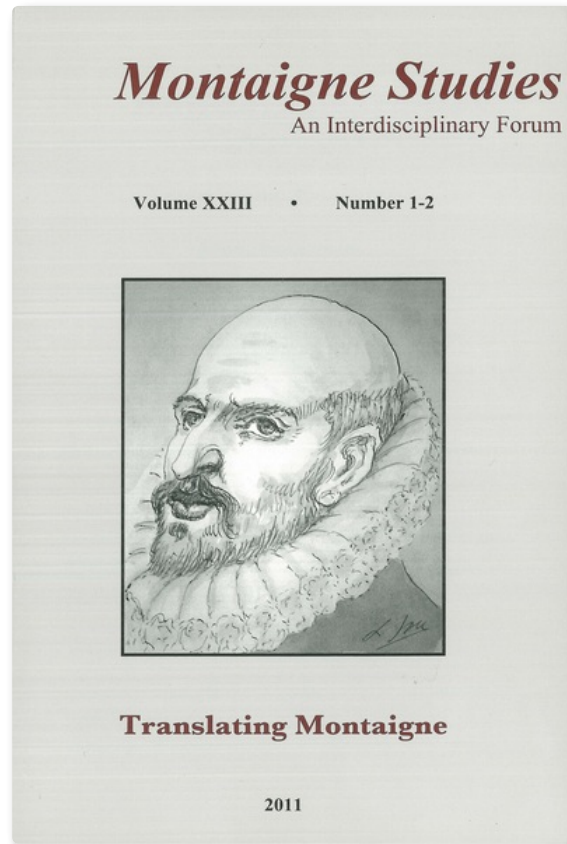 Montaigne Studies
An Interdisciplinary Forum
Volume XXIII • Number 1-2
Translating Montaigne
2011